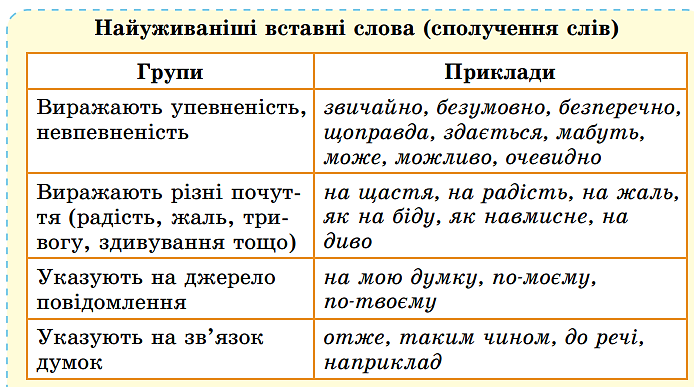 Найуживаніші вставні слова (сполучення слів)
Групи
Приклади
Виражають упевненість,
невпевненість
звичайно, безумовно, безперечно,
щоправда, здається, мабуть,
може, можливо, очевидно
Виражають різні почут-
тя (радість, жаль, три-
вогу, здивування тощо)
на щастя, на радість, на жаль,
як на біду, як навмисне, на
диво
Указують на джерело
повідомлення
на мою думку, по-моєму,
по-твоєму
Указують на зв’язок
думок
отже, таким чином, до речі,
наприклад